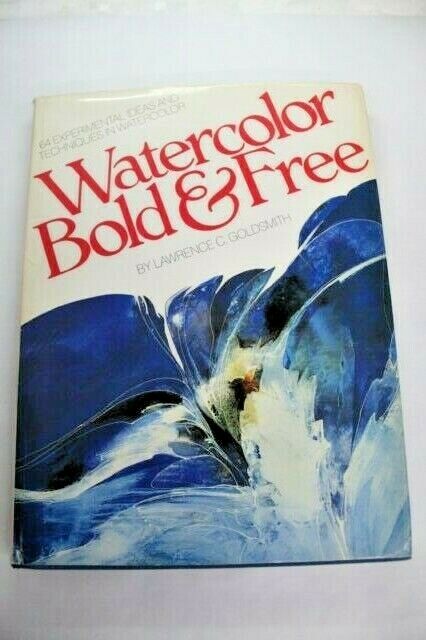 64 EXPERIMENTAL IDEAS AND
TECHNIQUES IN WATERCOLOR
Watercolor
Bold & Free
BY LAWRENCE C. GOLDSMITH